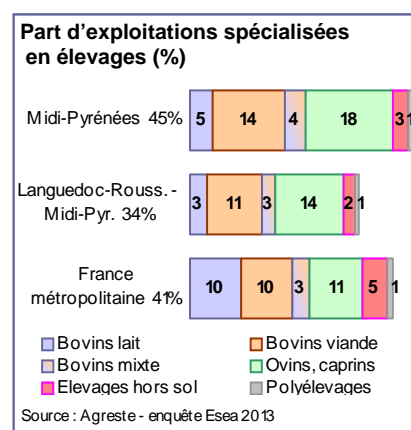 Part d'exploitations spécialisées
en élevages (%)
Midi-Pyrénées 45%
5 14 4 18 3 1
Languedoc-Rouss.-
Midi-Pyr. 34%
3 11 3 14 2 1
France
métropolitaine 41%
10 10 3 11 5 1
Bovins lait Bovins viande
Bovins mixte Ovins, caprins
Elevages hors sol Polyélevages
Source : Agreste - enquête Esea 2013